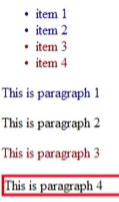 • item 1
• item 2
• item 3
• item 4
This is paragraph 1
This is paragraph 2
This is paragraph 3
This is paragraph 4